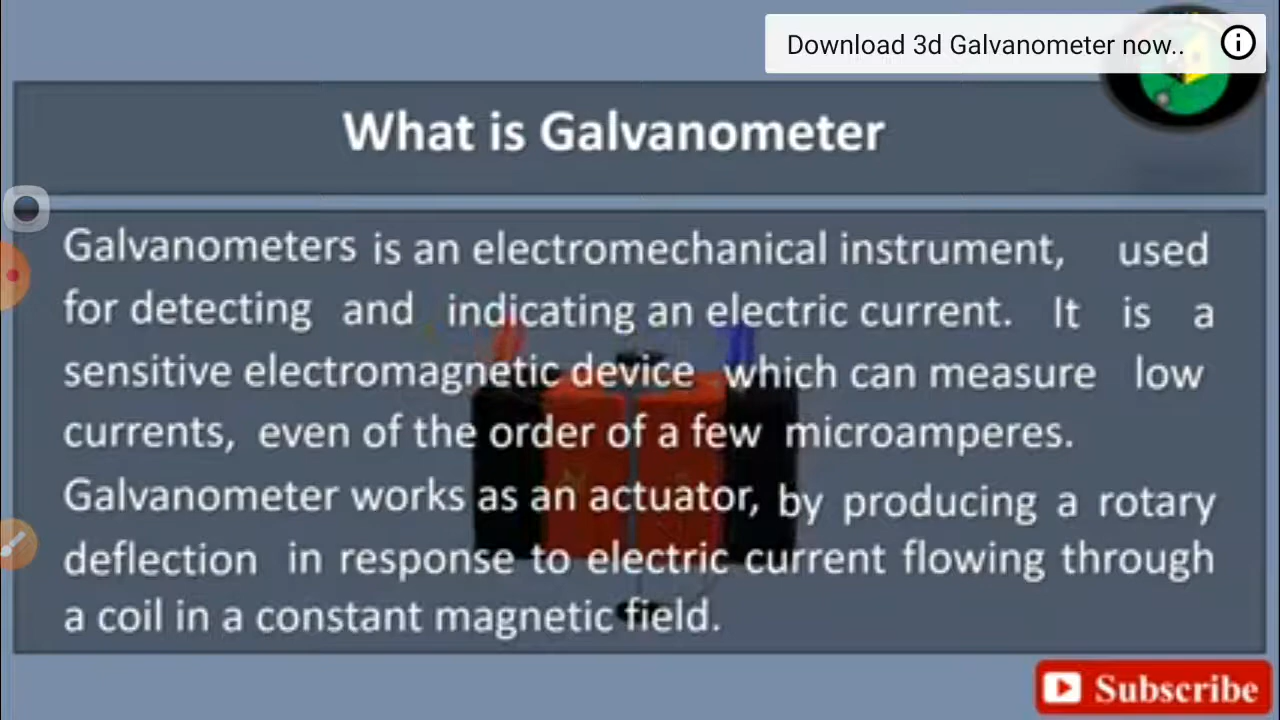 Download 3d Galvanometer now..
What is Galvanometer
Galvanometers is an electromechanical instrument, used
for detecting and indicating an electric current. It is a
sensitive electromagnetic device which can measure low
currents, even of the order of a few microamperes.
Galvanometer works as an actuator, by producing a rotary
deflection in response to electric current flowing through
a coil in a constant magnetic field.
Subscribe